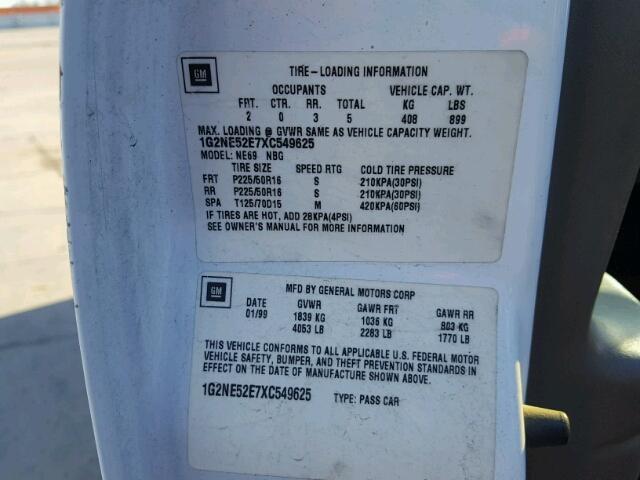 GM
TIRE-LOADING INFORMATION
OCCUPANTS VEHICLE CAP. WT.
FRT. CTR. RR. TOTAL KG LBS
2 0 3 5 408 899
MAX. LOADING @ GVWR SAME AS VEHICLE CAPACITY WEIGHT.
1G2NE52E7XC549625
MODEL: NE69 NBG
TIRE SIZE SPEED RTG COLD TIRE PRESSURE
FRT P225/50R16 S 210KPA(30PSI)
RR P225/50R16 S 210KPA(30PSI)
SPA T125/70D15 M 420KPA(60PSI)
IF TIRES ARE HOT, ADD 28KPA(4PSI)
SEE OWNER'S MANUAL FOR MORE INFORMATION
GM
MFD BY GENERAL MOTORS CORP
DATE GVWR GAWR FRT GAWR RR
01/99 1839 KG 1036 KG 803 KG
4053 LB 2283 LB 1770 LB
THIS VEHICLE CONFORMS TO ALL APPLICABLE U.S. FEDERAL MOTOR
VEHICLE SAFETY, BUMPER, AND THEFT PREVENTION STANDARDS IN
EFFECT ON THE DATE OF MANUFACTURE SHOWN ABOVE.
1G2NE52E7XC549625
TYPE: PASS CAR